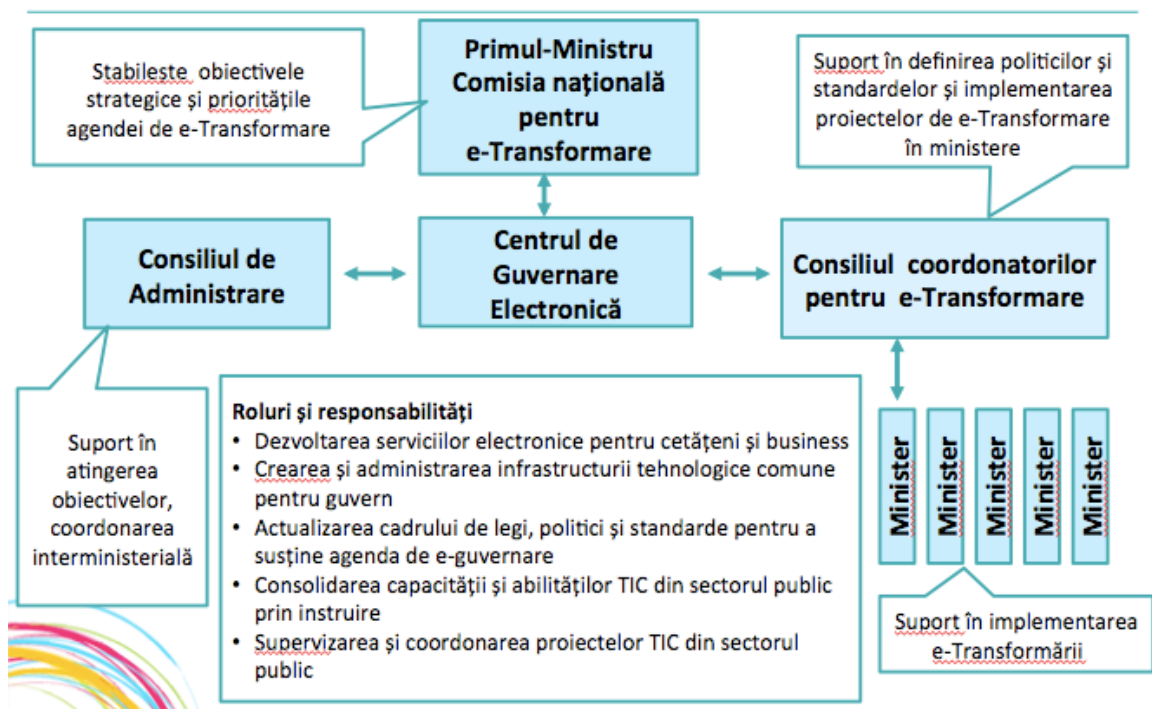 Stabilește obiectivele
strategice și prioritățile
agendei de e-Transformare
Primul-Ministru
Comisia națională
pentru
e-Transformare
Suport în definirea politicilor și
standardelor și implementarea
proiectelor de e-Transformare
în ministere
Consiliul de
Administrare
Centrul de
Guvernare
Electronică
Consiliul coordonatorilor
pentru e-Transformare
Suport în
atingerea
obiectivelor,
coordonarea
interministerială
Roluri și responsabilități
• Dezvoltarea serviciilor electronice pentru cetățeni și business
• Crearea și administrarea infrastructurii tehnologice comune
pentru guvern
• Actualizarea cadrului de legi, politici și standarde pentru a
susține agenda de e-guvernare
• Consolidarea capacității și abilităților TIC din sectorul public
prin instruire
• Supervizarea și coordonarea proiectelor TIC din sectorul
public
Minister
Minister
Minister
Minister
Minister
Suport în implementarea
e-Transformării